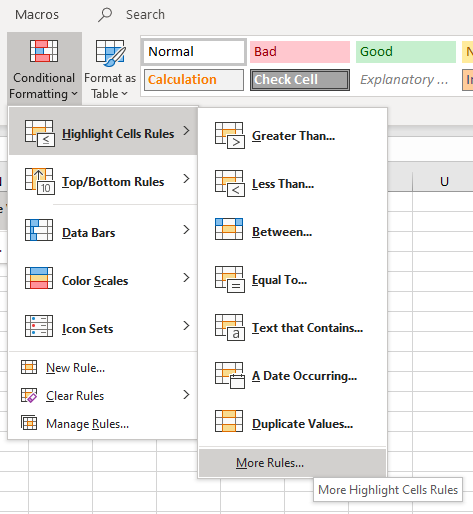 Macros Search
Conditional Formatting
Format as Table
Normal Bad Good
Calculation Check Cell Explanatory ...
Highlight Cells Rules
Top/Bottom Rules
10
Data Bars
Color Scales
Icon Sets
New Rule...
Clear Rules
Manage Rules...
Greater Than...
Less Than...
Between...
Equal To...
Text that Contains...
a
A Date Occurring...
Duplicate Values...
More Rules...
More Highlight Cells Rules
U